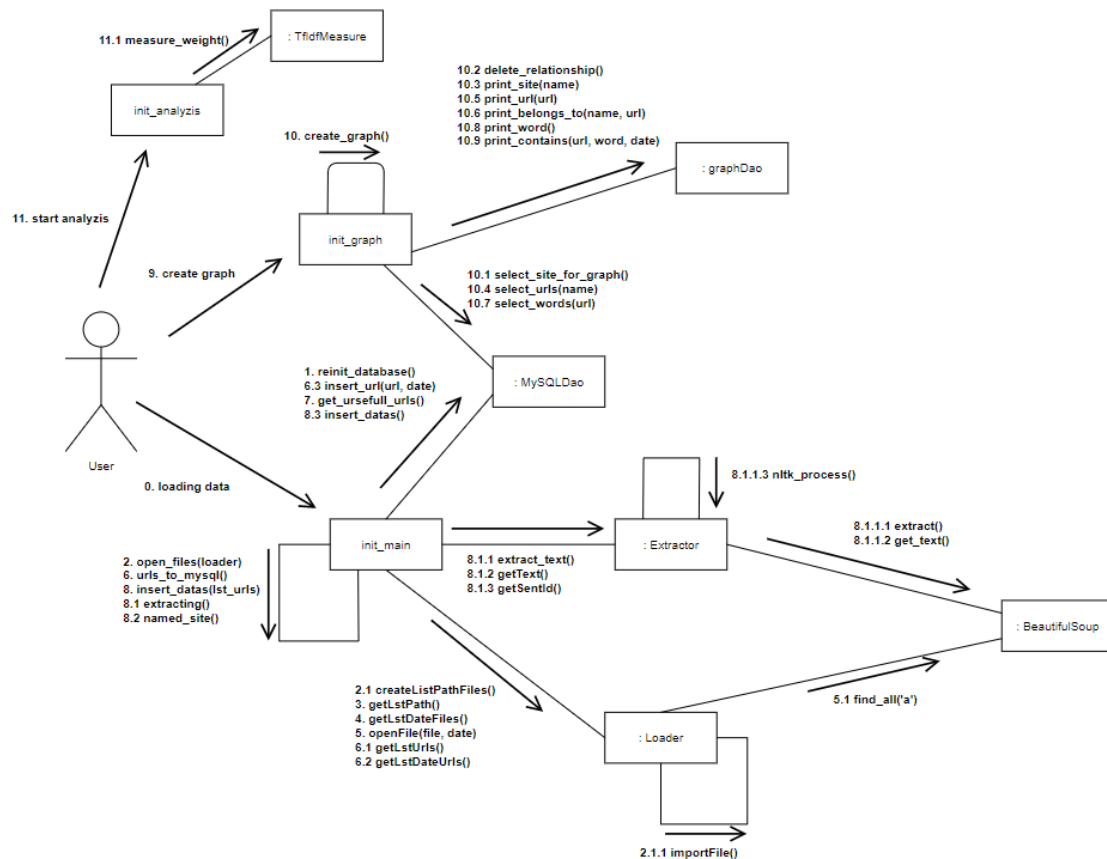 11.1 measure_weight()
: TfIdfMeasure
init_analyzis
10.2 delete_relationship()
10.3 print_site(name)
10.5 print_url(url)
10.6 print_belongs_to(name, url)
10.8 print_word()
10.9 print_contains(url, word, date)
10. create_graph()
: graphDao
11. start analyzis
init_graph
9. create graph
10.1 select_site_for_graph()
10.4 select_urls(name)
10.7 select_words(url)
1. reinit_database()
6.3 insert_url(url, date)
7. get_ursefull_urls()
8.3 insert_datas()
: MySQLDao
User
0. loading data
8.1.1.3 nltk_process()
init_main
: Extractor
8.1.1.1 extract()
8.1.1.2 get_text()
2. open_files(loader)
6. urls_to_mysql()
8. insert_datas(lst_urls)
8.1 extracting()
8.2 named_site()
8.1.1 extract_text()
8.1.2 getText()
8.1.3 getSentId()
: BeautifulSoup
2.1 createListPathFiles()
3. getLstPath()
4. getLstDateFiles()
5. openFile(file, date)
6.1 getLstUrls()
6.2 getLstDateUrls()
5.1 find_all('a')
: Loader
2.1.1 importFile()